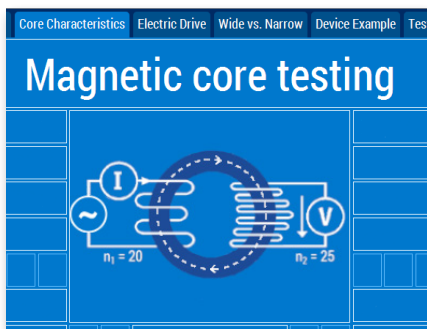 Core Characteristics Electric Drive Wide vs. Narrow Device Example
Magnetic core testing
I
~
V
n₁ = 20
n₂ = 25